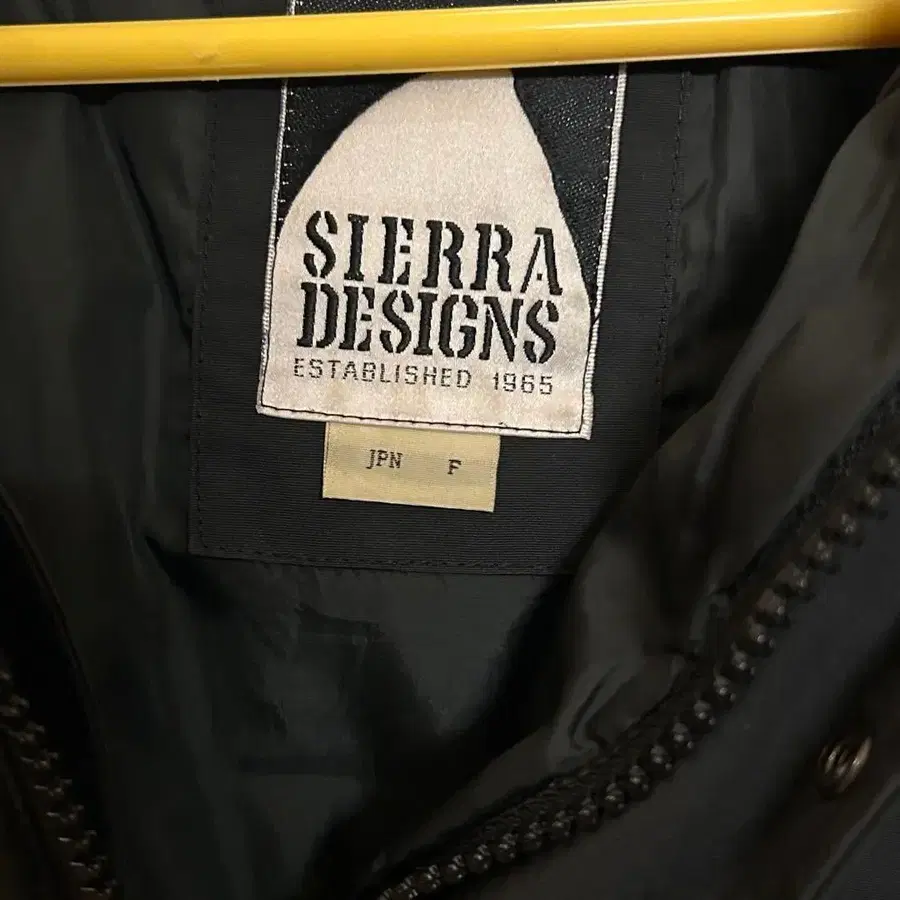 SIERRA
DESIGNS
ESTABLISHED 1965
JPN F